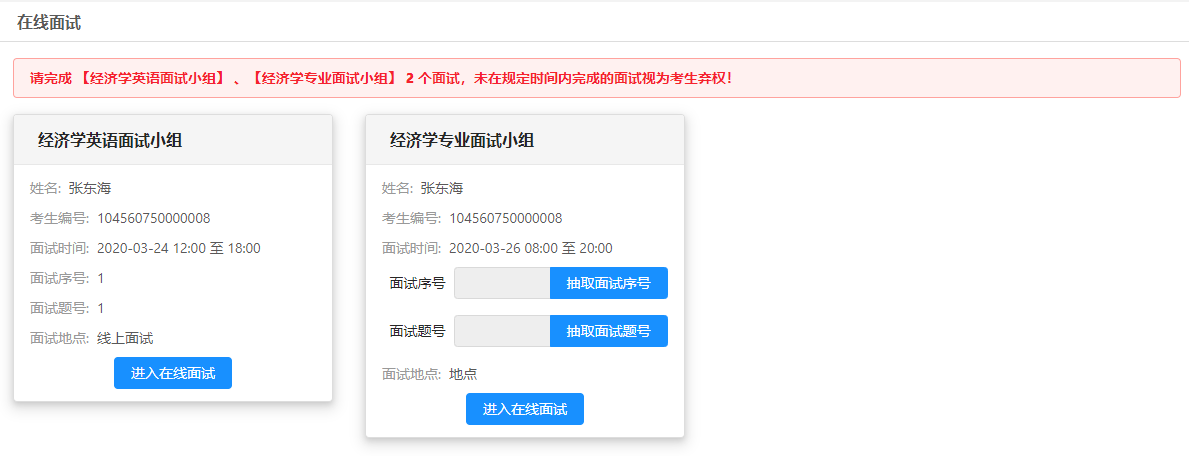 在线面试
请完成 【经济学英语面试小组】 、【经济学专业面试小组】 2 个面试，未在规定时间内完成的面试视为考生弃权！
经济学英语面试小组
姓名: 张东海
考生编号: 104560750000008
面试时间: 2020-03-24 12:00 至 18:00
面试序号: 1
面试题号: 1
面试地点: 线上面试
进入在线面试
经济学专业面试小组
姓名: 张东海
考生编号: 104560750000008
面试时间: 2020-03-26 08:00 至 20:00
面试序号 抽取面试序号
面试题号 抽取面试题号
面试地点: 地点
进入在线面试